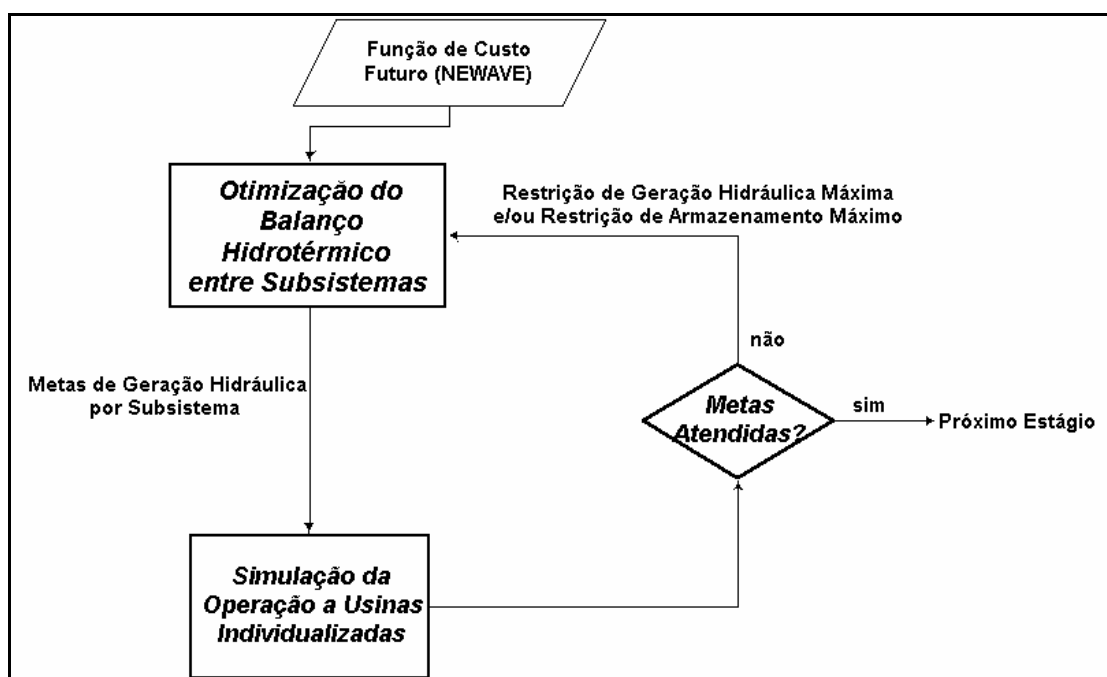 Função de Custo
Futuro (NEWAVE)
Otimização do
Balanço
Hidrotérmico
entre Subsistemas
Restrição de Geração Hidráulica Máxima
e/ou Restrição de Armazenamento Máximo
não
Metas de Geração Hidráulica
por Subsistema
Metas
Atendidas?
sim
Próximo Estágio
Simulação da
Operação a Usinas
Individualizadas